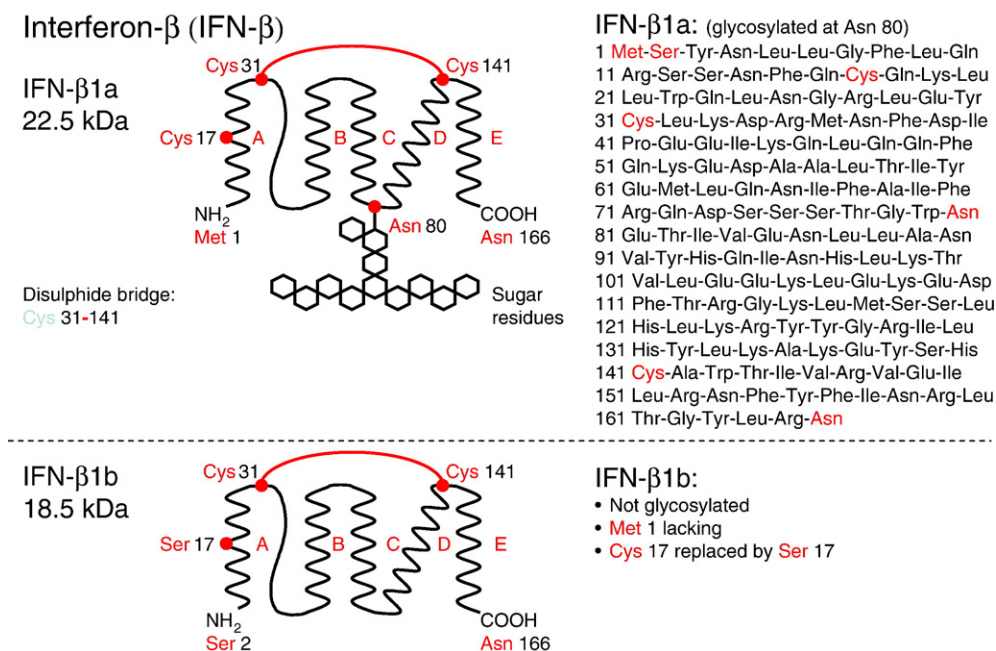 Interferon-β (IFN-β)
IFN-β1a
22.5 kDa
Cys 31
Cys 141
Cys 17
A
B
C
D
E
NH2
Met 1
Asn 80
COOH
Asn 166
Disulphide bridge:
Cys 31-141
Sugar
residues
IFN-β1a: (glycosylated at Asn 80)
1 Met-Ser-Tyr-Asn-Leu-Leu-Gly-Phe-Leu-Gln
11 Arg-Ser-Ser-Asn-Phe-Gln-Cys-Gln-Lys-Leu
21 Leu-Trp-Gln-Leu-Asn-Gly-Arg-Leu-Glu-Tyr
31 Cys-Leu-Lys-Asp-Arg-Met-Asn-Phe-Asp-Ile
41 Pro-Glu-Glu-Ile-Lys-Gln-Leu-Gln-Gln-Phe
51 Gln-Lys-Glu-Asp-Ala-Ala-Leu-Thr-Ile-Tyr
61 Glu-Met-Leu-Gln-Asn-Ile-Phe-Ala-Ile-Phe
71 Arg-Gln-Asp-Ser-Ser-Ser-Thr-Gly-Trp-Asn
81 Glu-Thr-Ile-Val-Glu-Asn-Leu-Leu-Ala-Asn
91 Val-Tyr-His-Gln-Ile-Asn-His-Leu-Lys-Thr
101 Val-Leu-Glu-Glu-Lys-Leu-Glu-Lys-Glu-Asp
111 Phe-Thr-Arg-Gly-Lys-Leu-Met-Ser-Ser-Leu
121 His-Leu-Lys-Arg-Tyr-Tyr-Gly-Arg-Ile-Leu
131 His-Tyr-Leu-Lys-Ala-Lys-Glu-Tyr-Ser-His
141 Cys-Ala-Trp-Thr-Ile-Val-Arg-Val-Glu-Ile
151 Leu-Arg-Asn-Phe-Tyr-Phe-Ile-Asn-Arg-Leu
161 Thr-Gly-Tyr-Leu-Arg-Asn
IFN-β1b
18.5 kDa
Cys 31
Cys 141
Ser 17
A
B
C
D
E
NH2
Ser 2
COOH
Asn 166
IFN-β1b:
• Not glycosylated
• Met 1 lacking
• Cys 17 replaced by Ser 17